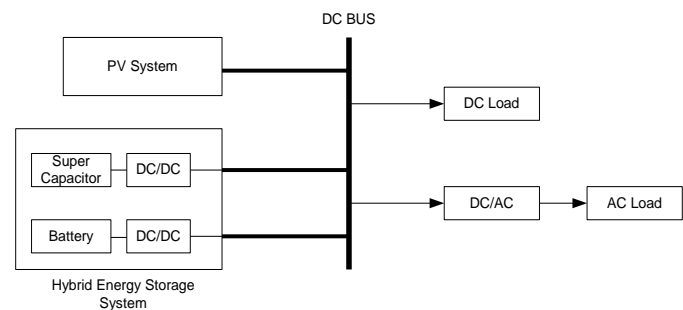 DC BUS
PV System
DC Load
Super
Capacitor
DC/DC
DC/AC
AC Load
Battery
DC/DC
Hybrid Energy Storage
System